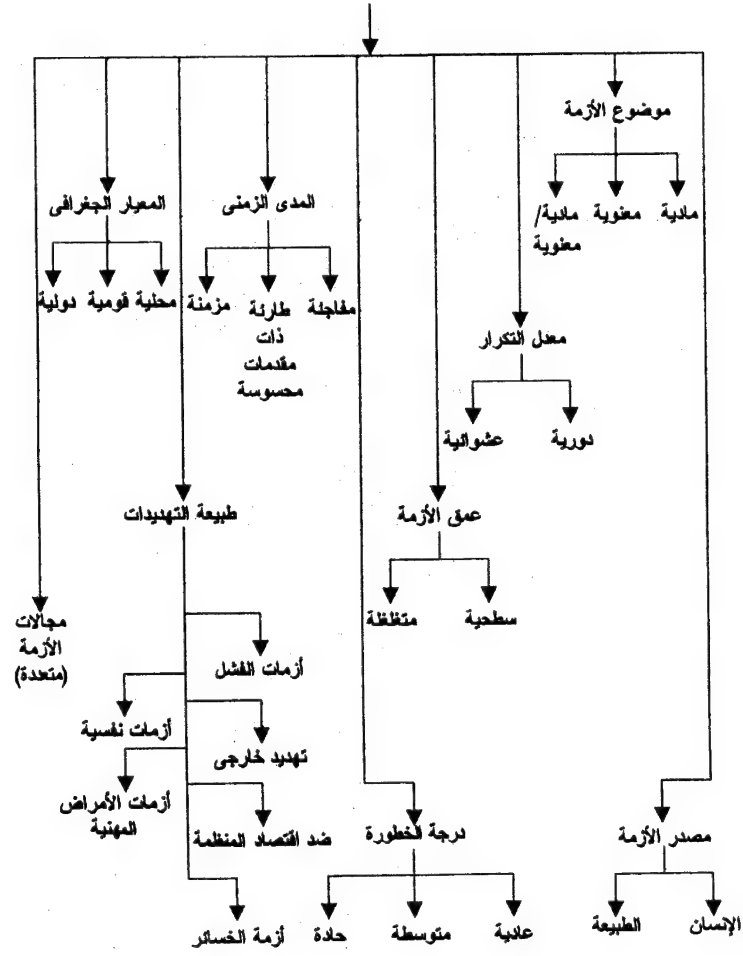 موضوع الأزمة
مادية
معنوية
مادية/
معنوية
المدى الزمنى
مفاجئة
طارئة
ذات
مقدمات
محسوسة
مزمنة
المعيار الجغرافى
محلية
قومية
دولية
معدل التكرار
دورية
عشوائية
عمق الأزمة
سطحية
متغلغلة
طبيعة التهديدات
أزمات الفشل
أزمات نفسية
تهديد خارجى
أزمات الأمراض
المهنية
ضد اقتصاد المنظمة
أزمة الخسائر
مجالات
الأزمة
(متعددة)
مصدر الأزمة
الإنسان
الطبيعة
درجة الخطورة
عادية
متوسطة
حادة